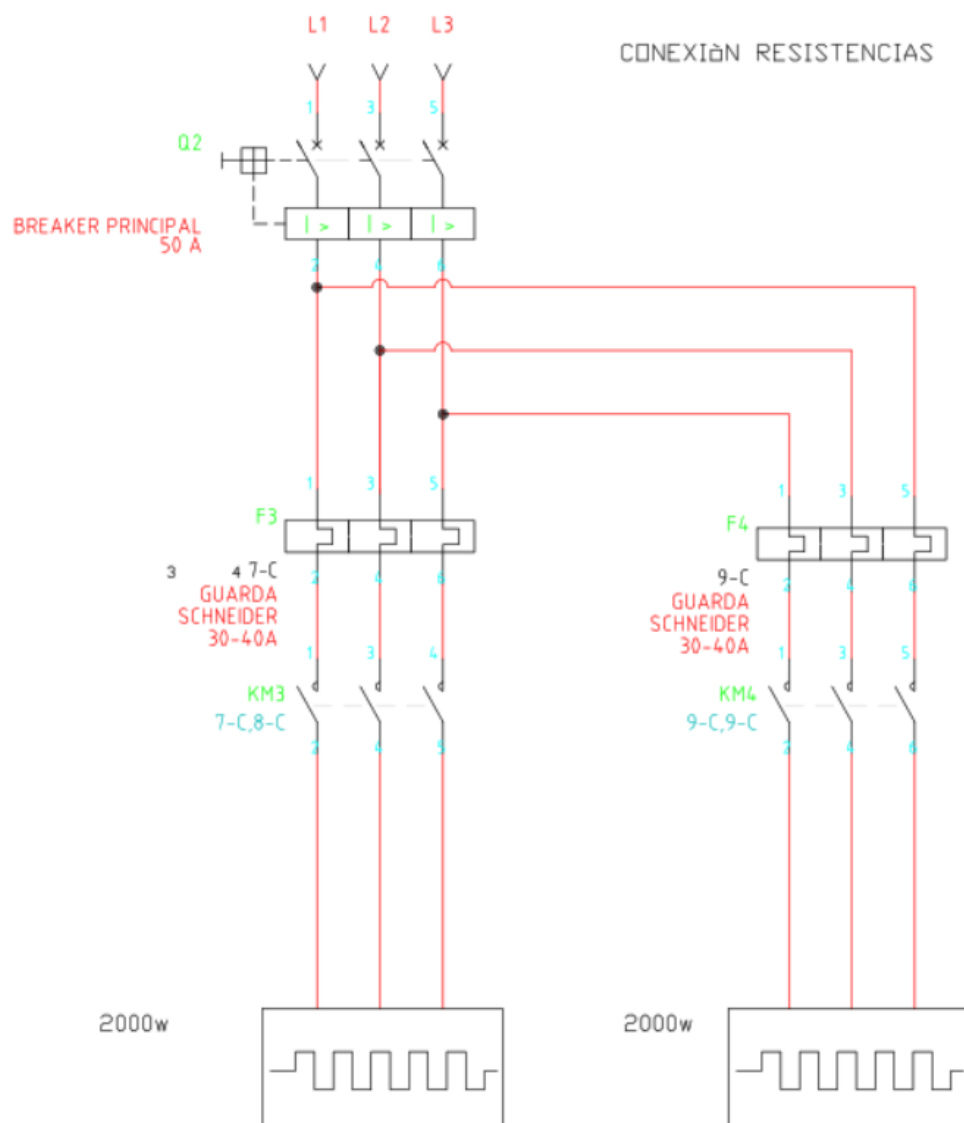 L1 L2 L3
CONEXIòN RESISTENCIAS
1 3 5
Q2
BREAKER PRINCIPAL
50 A
I> I> I>
2 4 6
1 3 5
F3
2 4 6
3 4 7-C
GUARDA
SCHNEIDER
30-40A
1 3 4
KM3
7-C,8-C
2 4 5
1 3 5
F4
2 4 6
9-C
GUARDA
SCHNEIDER
30-40A
1 3 5
KM4
9-C,9-C
2 4 6
2000w
2000w